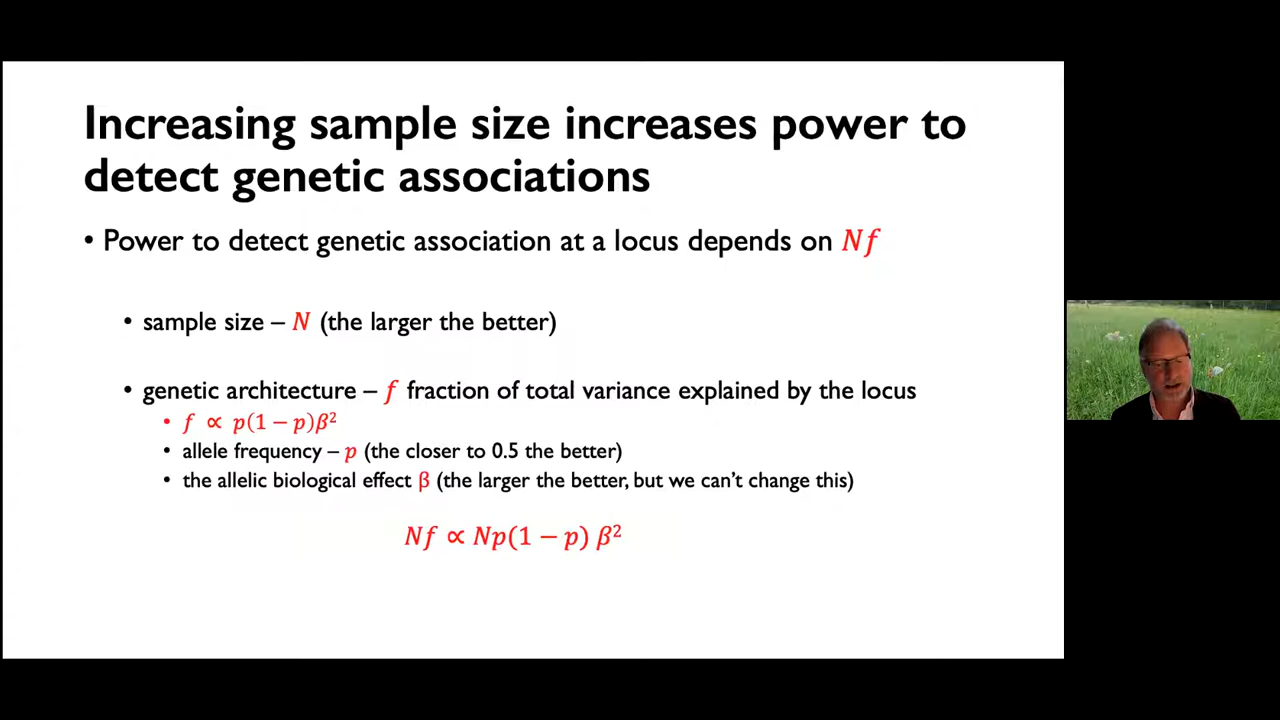 Increasing sample size increases power to
detect genetic associations
• Power to detect genetic association at a locus depends on Nf
• sample size – N (the larger the better)
• genetic architecture – f fraction of total variance explained by the locus
• f ∝ p(1 − p)β²
• allele frequency – p (the closer to 0.5 the better)
• the allelic biological effect β (the larger the better, but we can’t change this)
Nf ∝ Np(1 − p) β²